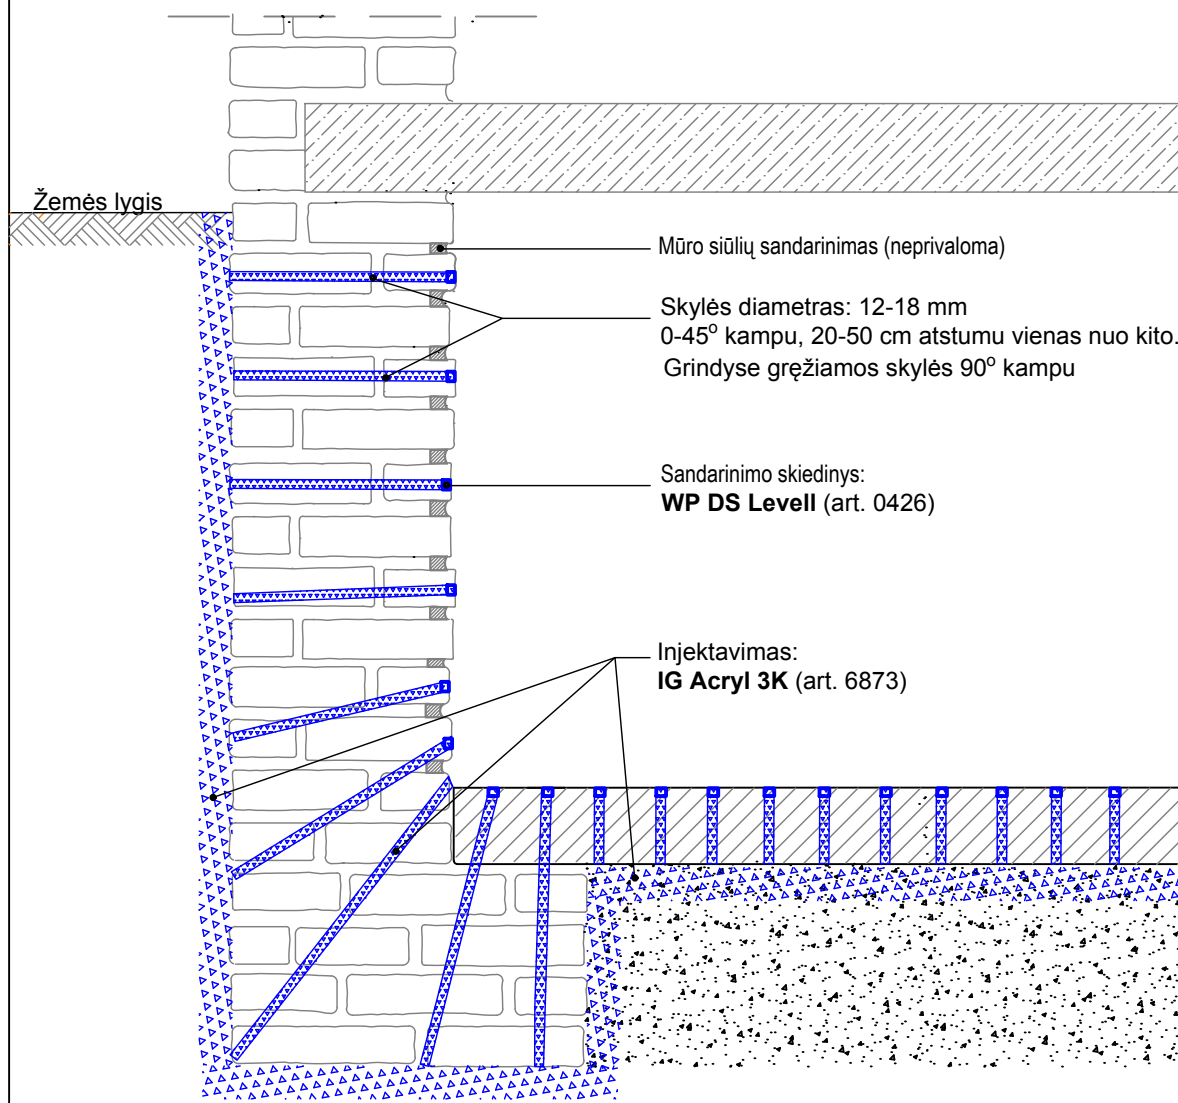 Žemės lygis
Mūro siūlių sandarinimas (neprivaloma)
Skylės diametras: 12-18 mm
0-45° kampu, 20-50 cm atstumu vienas nuo kito.
Grindyse gręžiamos skylės 90° kampu
Sandarinimo skiedinys:
WP DS Levell (art. 0426)
Injektavimas:
IG Acryl 3K (art. 6873)